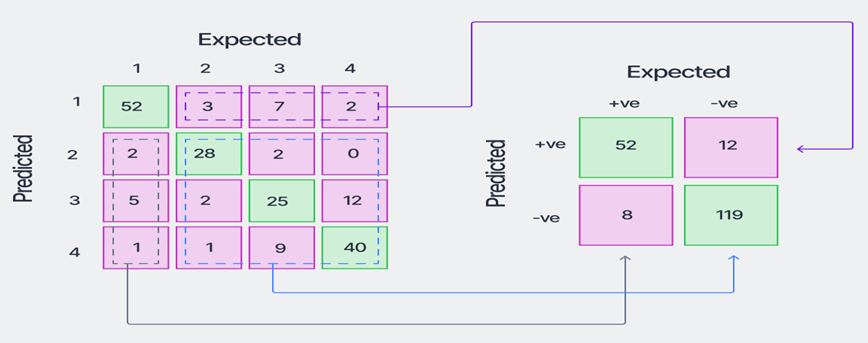 Expected
1 2 3 4
Predicted
1 52 3 7 2
2 2 28 2 0
3 5 2 25 12
4 1 1 9 40
Expected
+ve -ve
Predicted
+ve 52 12
-ve 8 119